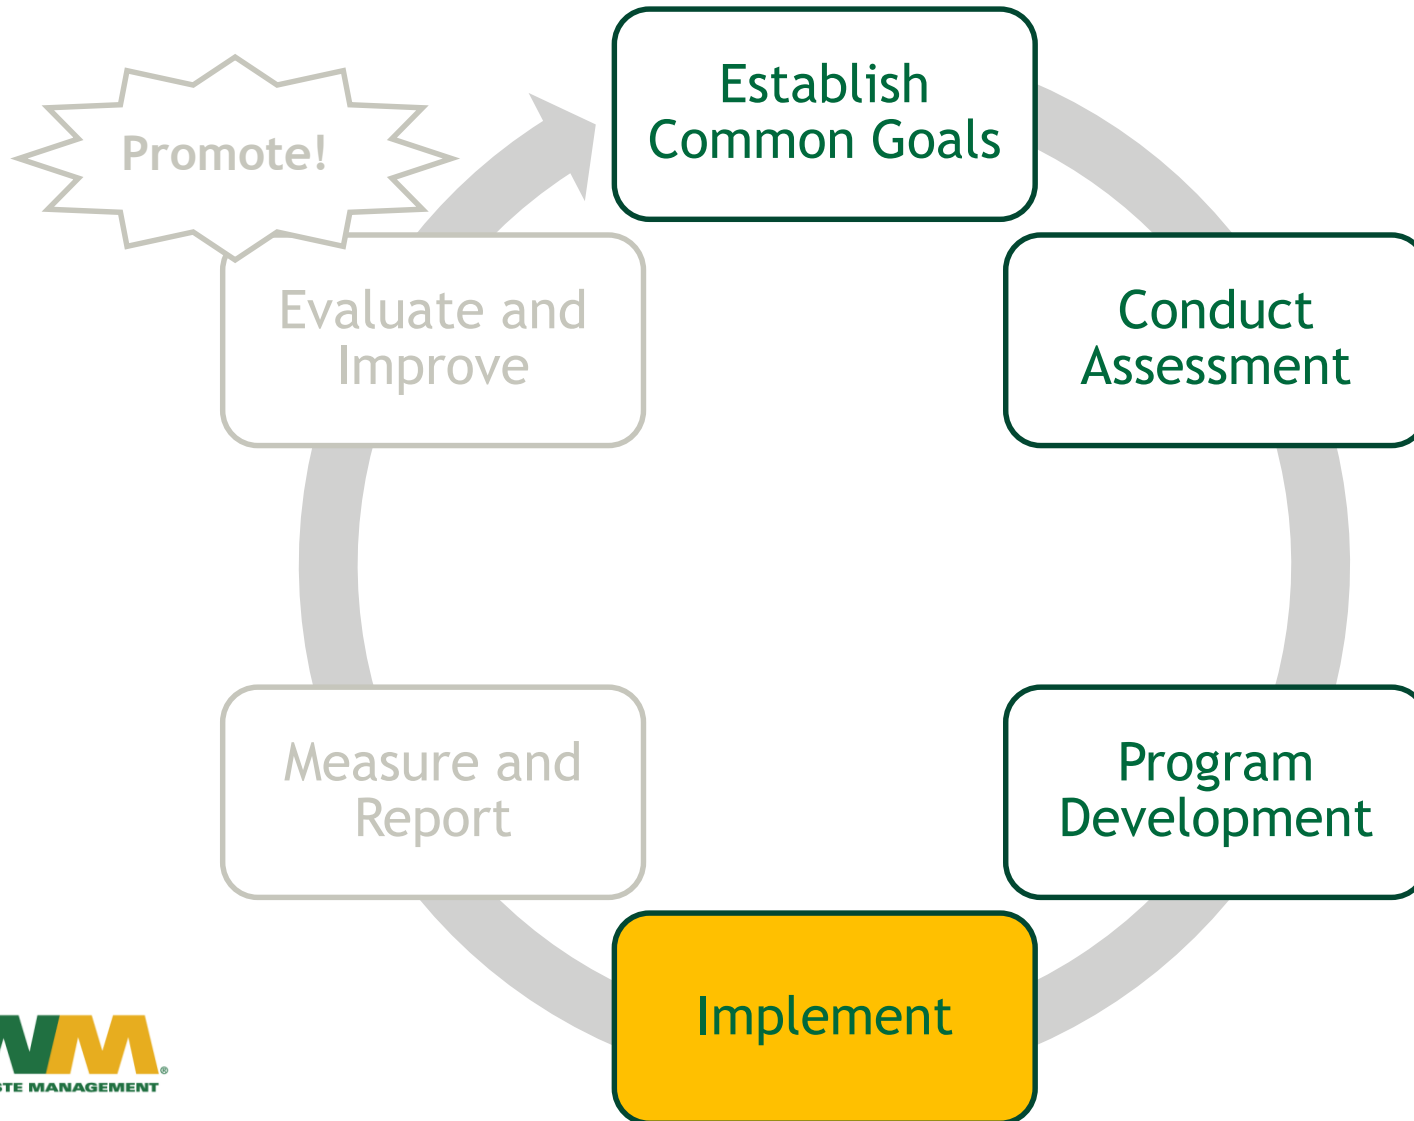 Establish
Common Goals
Promote!
Evaluate and
Improve
Conduct
Assessment
Measure and
Report
Program
Development
Implement
WM
STE MANAGEMENT